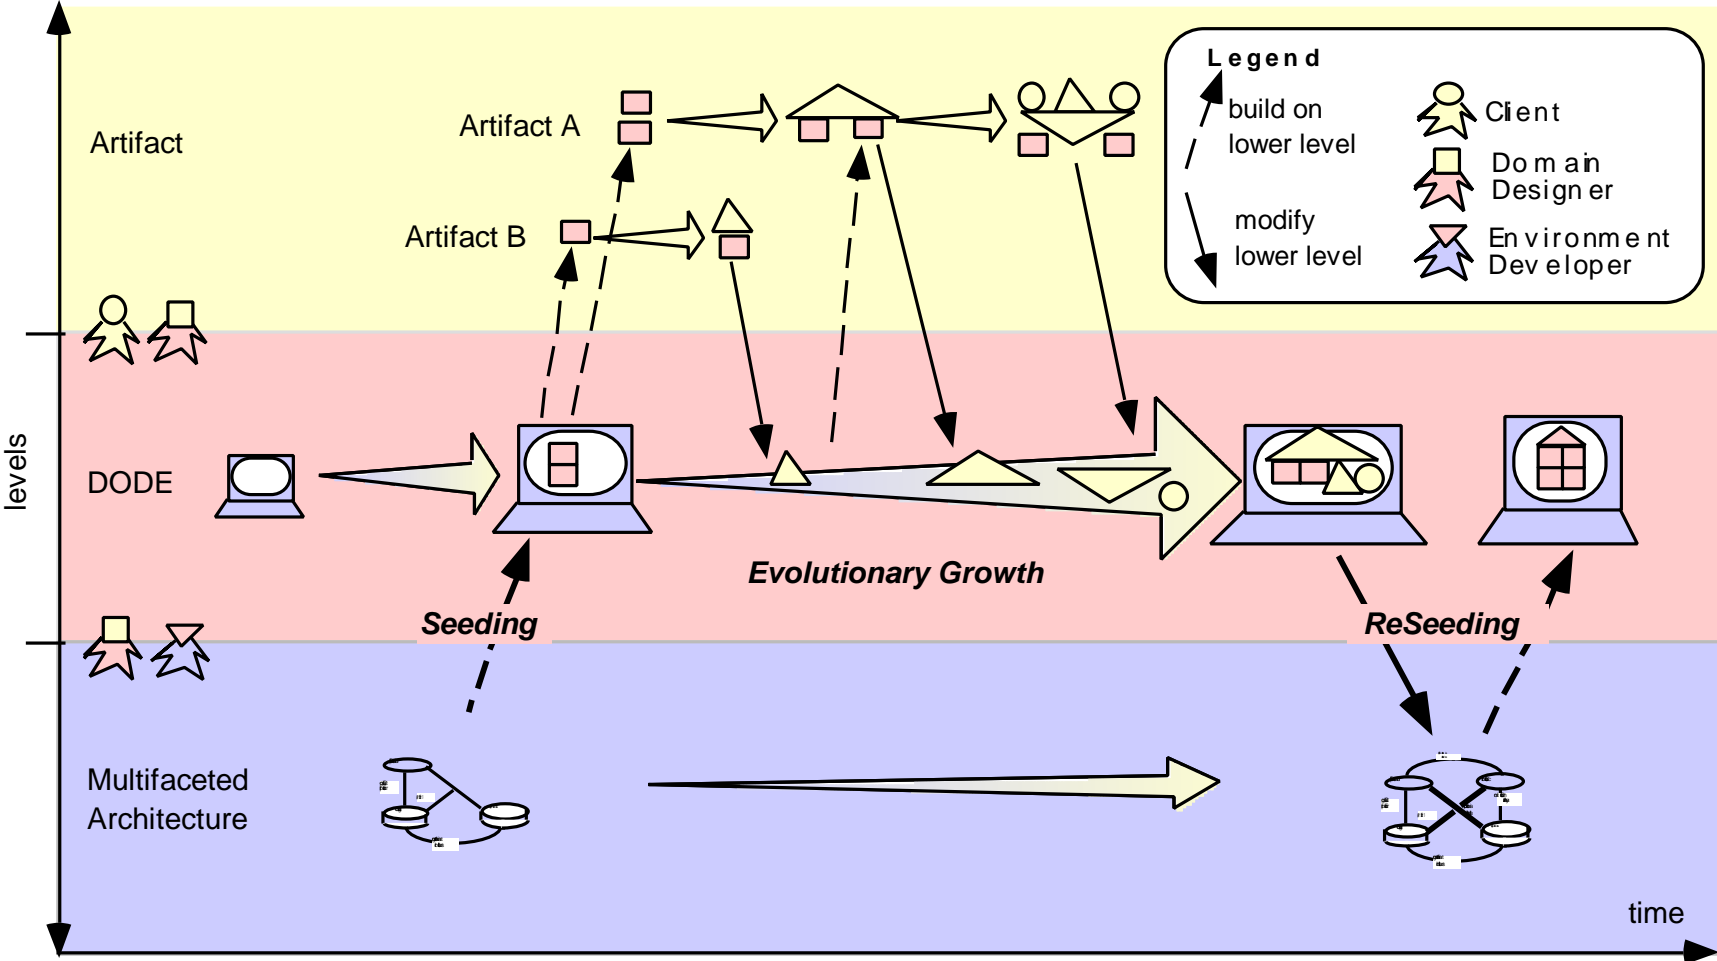 Legend
build on
lower level
modify
lower level
Client
Domain
Designer
Environment
Developer
Artifact
Artifact A
Artifact B
levels
DODE
Evolutionary Growth
Seeding
ReSeeding
Multifaceted
Architecture
time